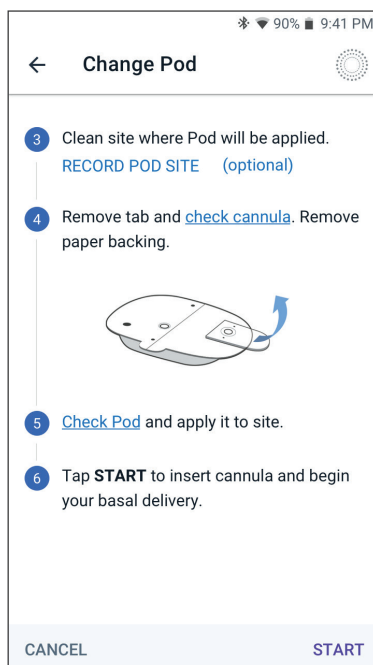 90% 9:41 PM
Change Pod
3 Clean site where Pod will be applied.
RECORD POD SITE (optional)
4 Remove tab and check cannula. Remove
paper backing.
5 Check Pod and apply it to site.
6 Tap START to insert cannula and begin
your basal delivery.
CANCEL START